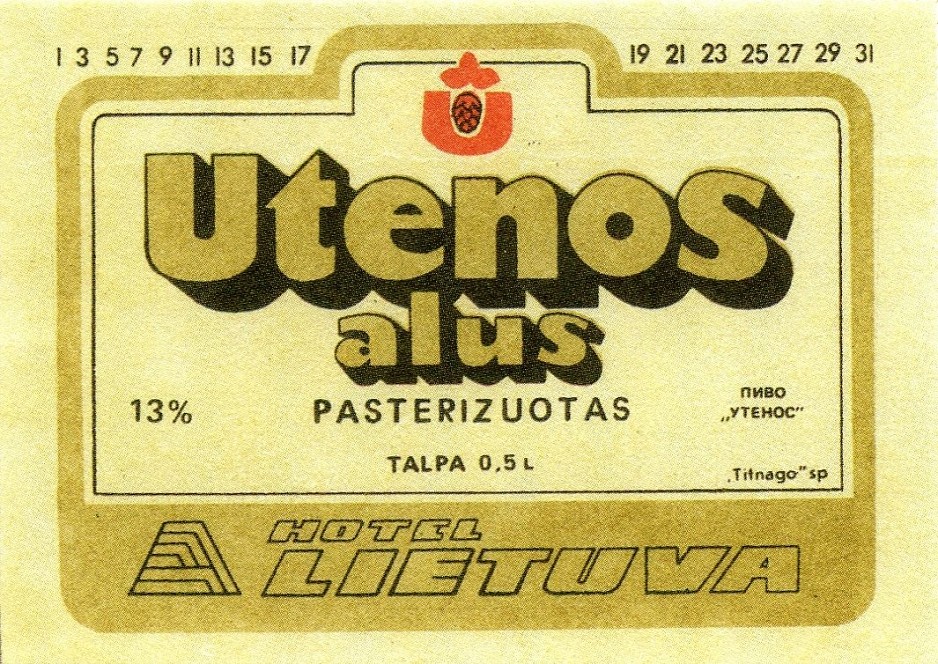 1 3 5 7 9 11 13 15 17 19 21 23 25 27 29 31
Utenos
alus
13% PASTERIZUOTAS
ПИВО
„УТЕНОС”
TALPA 0,5 L
„Titnago” sp
HOTEL
LIETUVA